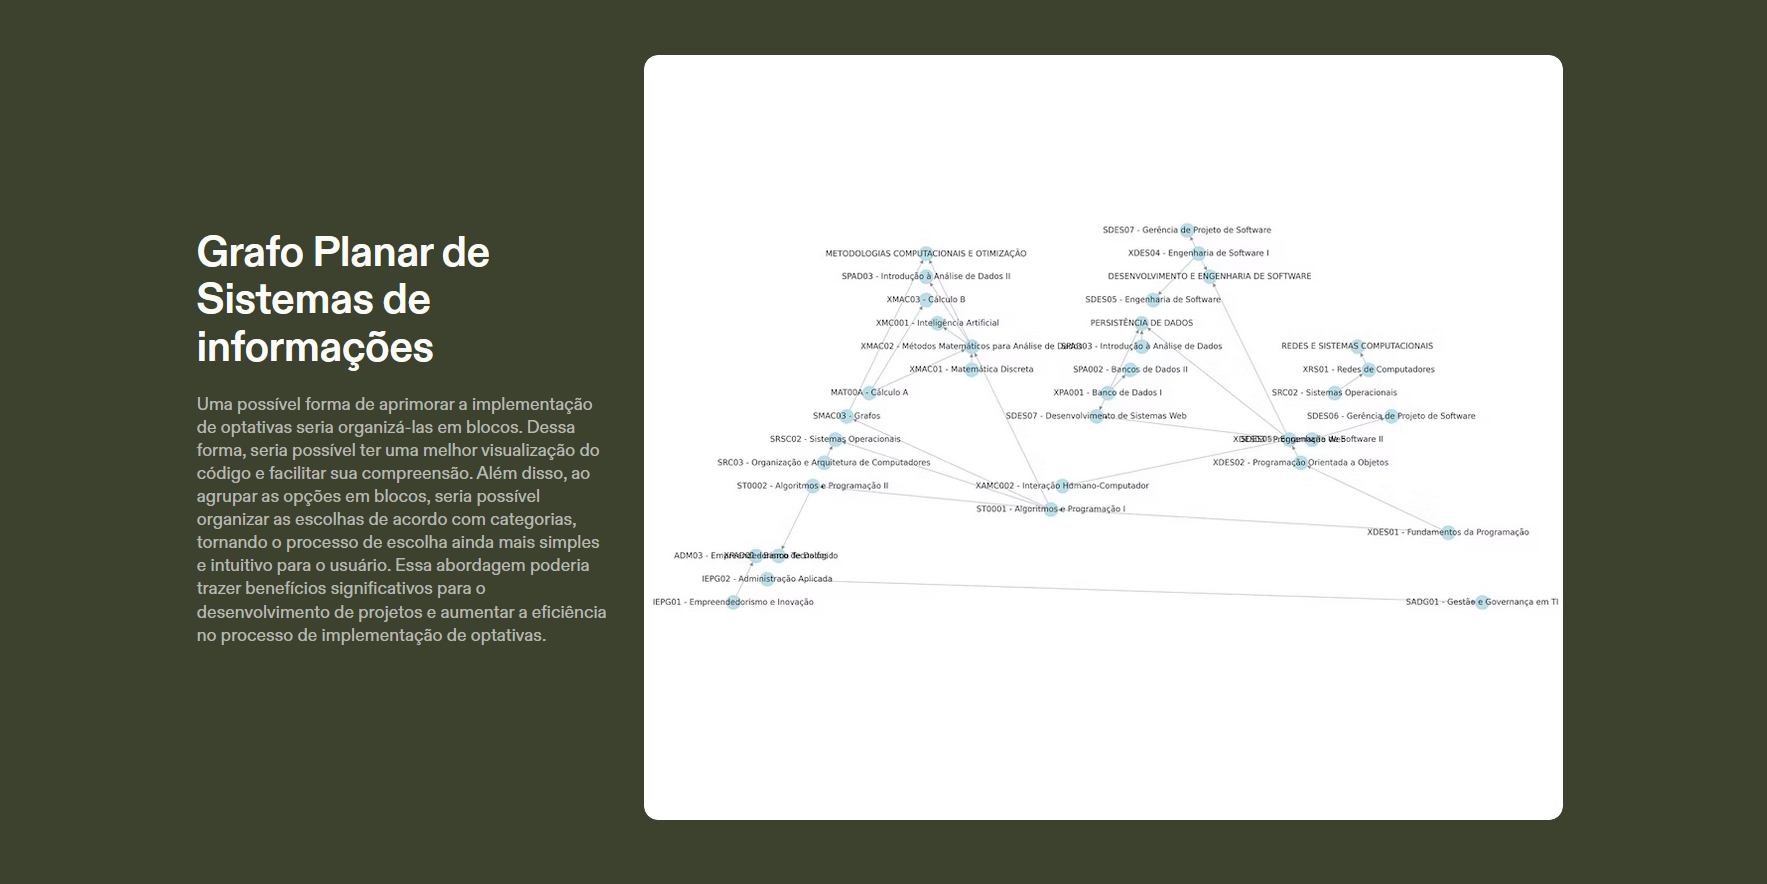 Grafo Planar de
Sistemas de
informações
Uma possível forma de aprimorar a implementação
de optativas seria organizá-las em blocos. Dessa
forma, seria possível ter uma melhor visualização do
código e facilitar sua compreensão. Além disso, ao
agrupar as opções em blocos, seria possível
organizar as escolhas de acordo com categorias,
tornando o processo de escolha ainda mais simples
e intuitivo para o usuário. Essa abordagem poderia
trazer benefícios significativos para o
desenvolvimento de projetos e aumentar a eficiência
no processo de implementação de optativas.
SDES07 - Gerência de Projeto de Software
METODOLOGIAS COMPUTACIONAIS E OTIMIZAÇÃO
XDES04 - Engenharia de Software I
SPAD03 - Introdução à Análise de Dados II
DESENVOLVIMENTO E ENGENHARIA DE SOFTWARE
XMAC03 - Cálculo B
SDES05 - Engenharia de Software
XMC001 - Inteligência Artificial
PERSISTÊNCIA DE DADOS
XMAC02 - Métodos Matemáticos para Análise de
- Introdução à Análise de Dados
REDES E SISTEMAS COMPUTACIONAIS
XMAC01 - Matemática Discreta
SPA002 - Bancos de Dados II
XRS01 - Redes de Computadores
MAT00A - Cálculo A
XPA001 - Banco de Dados I
SRC02 - Sistemas Operacionais
SMAC03 - Grafos
SDES07 - Desenvolvimento de Sistemas Web
SDES06 - Gerência de Projeto de Software
SRSC02 - Sistemas Operacionais
Software II
SRC03 - Organização e Arquitetura de Computadores
XDES02 - Programação Orientada a Objetos
ST0002 - Algoritmos e Programação II
XAMC002 - Interação Humano-Computador
ST0001 - Algoritmos e Programação I
XDES01 - Fundamentos da Programação
ADM03 -
IEPG02 - Administração Aplicada
IEPG01 - Empreendedorismo e Inovação
SADG01 - Gestão e Governança em TI